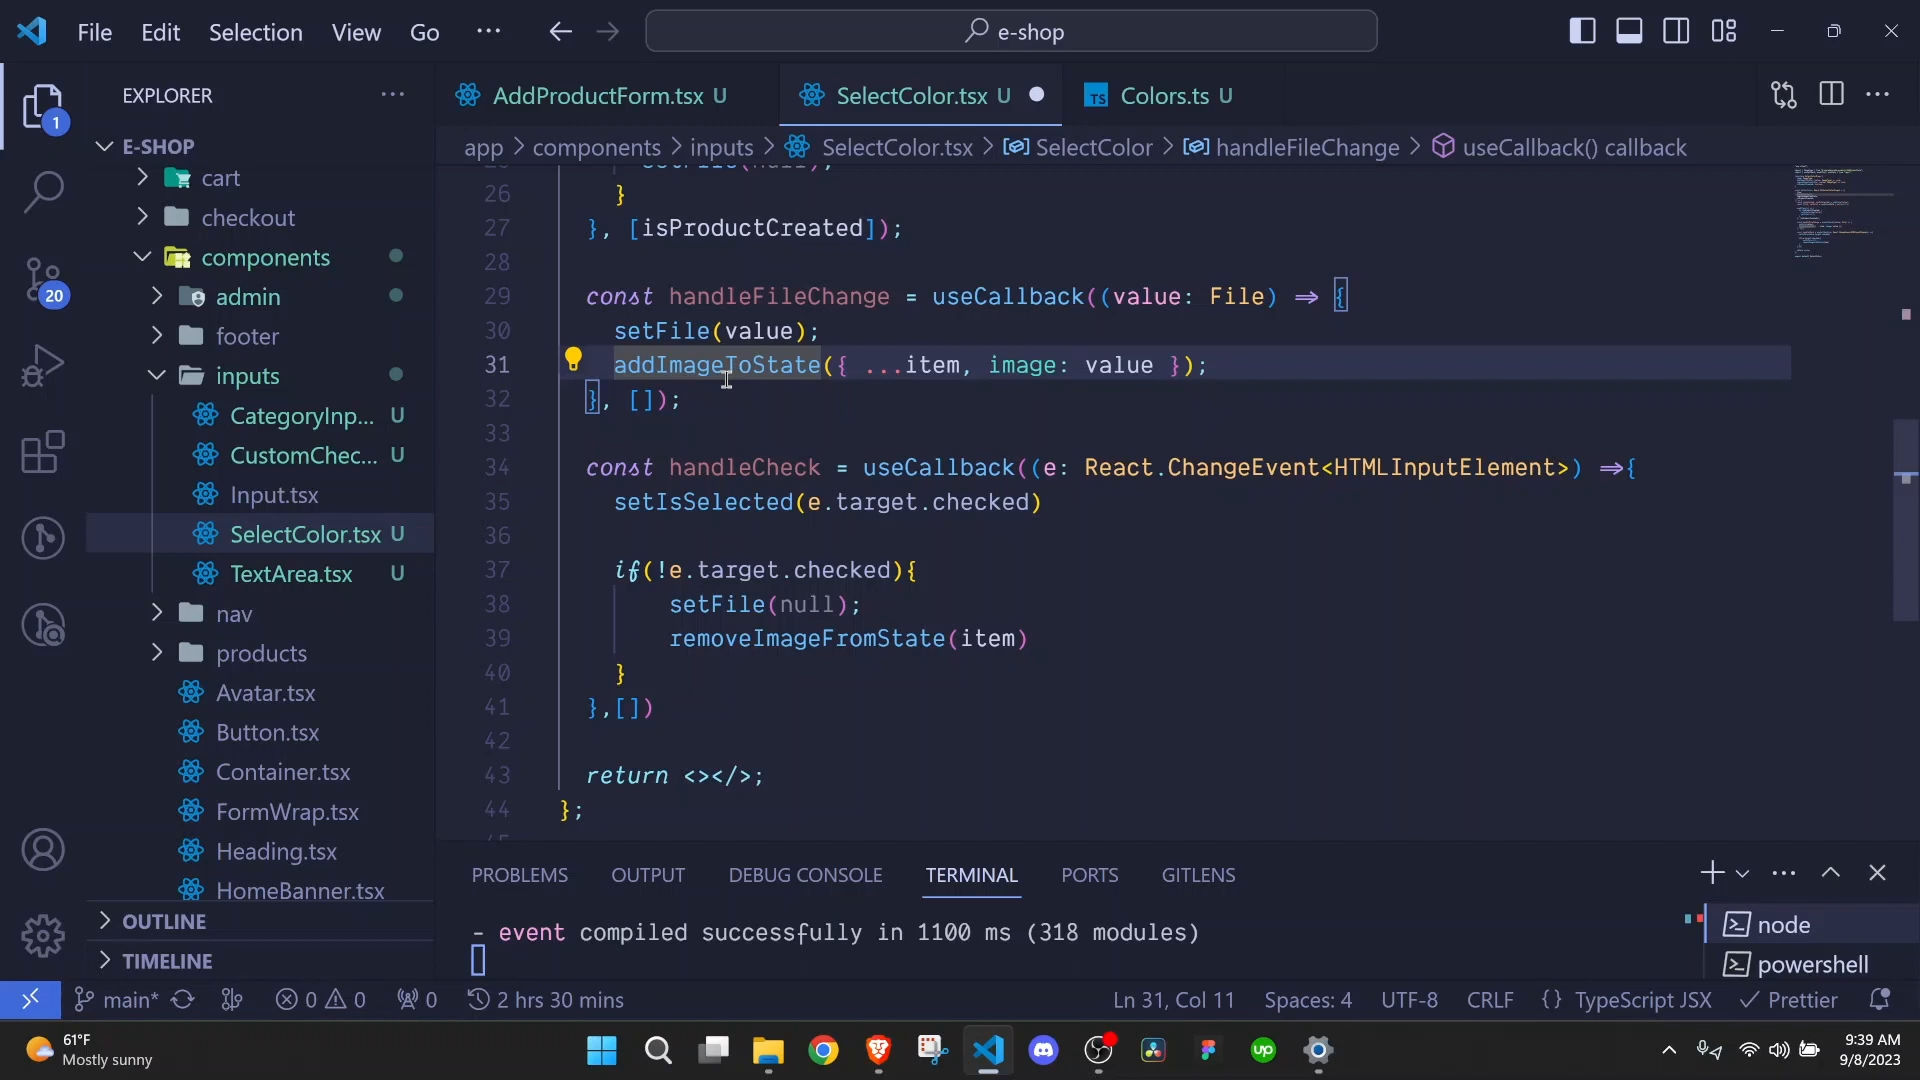 File Edit Selection View Go ··· e-shop
EXPLORER ···
AddProductForm.tsx U SelectColor.tsx U TS Colors.ts U
app > components > inputs > SelectColor.tsx > SelectColor > handleFileChange > useCallback() callback
1
20
E-SHOP
cart
checkout
components
admin
footer
inputs
CategoryInp... U
CustomChec... U
Input.tsx
SelectColor.tsx U
TextArea.tsx U
nav
products
Avatar.tsx
Button.tsx
Container.tsx
FormWrap.tsx
Heading.tsx
HomeBanner.tsx
OUTLINE
TIMELINE
26 }
27 }, [isProductCreated]);
28
29 const handleFileChange = useCallback((value: File) => {
30 setFile(value);
31 addImageToState({ ...item, image: value });
32 }, []);
33
34 const handleCheck = useCallback((e: React.ChangeEvent<HTMLInputElement>) =>{
35 setIsSelected(e.target.checked)
36
37 if(!e.target.checked){
38 setFile(null);
39 removeImageFromState(item)
40 }
41 },[])
42
43 return <></>;
44 };
PROBLEMS OUTPUT DEBUG CONSOLE TERMINAL PORTS GITLENS
- event compiled successfully in 1100 ms (318 modules)
node
powershell
main* 0 0 0 2 hrs 30 mins Ln 31, Col 11 Spaces: 4 UTF-8 CRLF {} TypeScript JSX Prettier
61°F
Mostly sunny
up
9:39 AM
9/8/2023